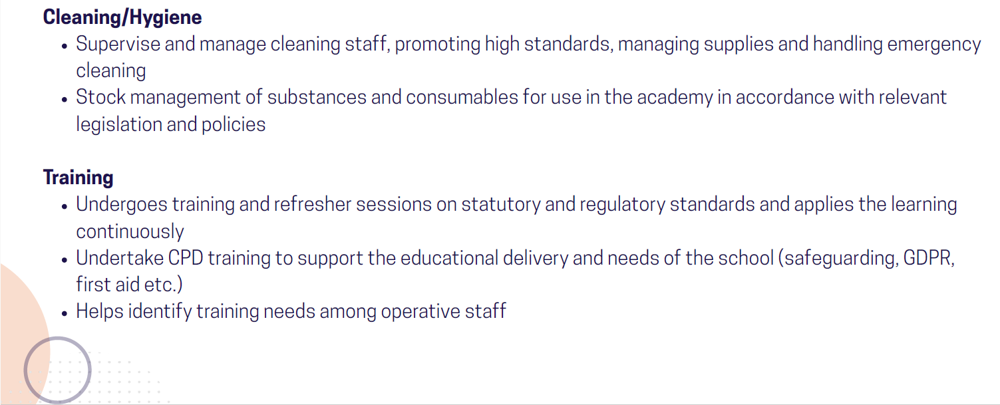 Cleaning/Hygiene
• Supervise and manage cleaning staff, promoting high standards, managing supplies and handling emergency
cleaning
• Stock management of substances and consumables for use in the academy in accordance with relevant
legislation and policies
Training
• Undergoes training and refresher sessions on statutory and regulatory standards and applies the learning
continuously
• Undertake CPD training to support the educational delivery and needs of the school (safeguarding, GDPR,
first aid etc.)
• Helps identify training needs among operative staff